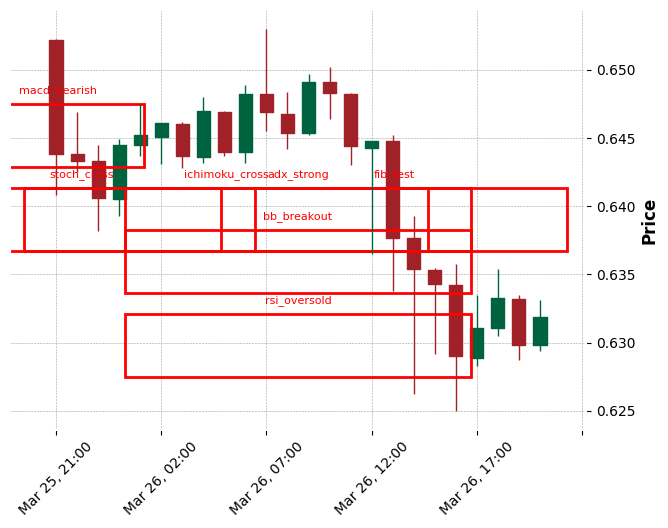 0.650
macd_bearish
0.645
stoch_cross
ichimoku_cross
adx_strong
fib_test
0.640
bb_breakout
Price
0.635
rsi_oversold
0.630
0.625
Mar 25, 21:00
Mar 26, 02:00
Mar 26, 07:00
Mar 26, 12:00
Mar 26, 17:00